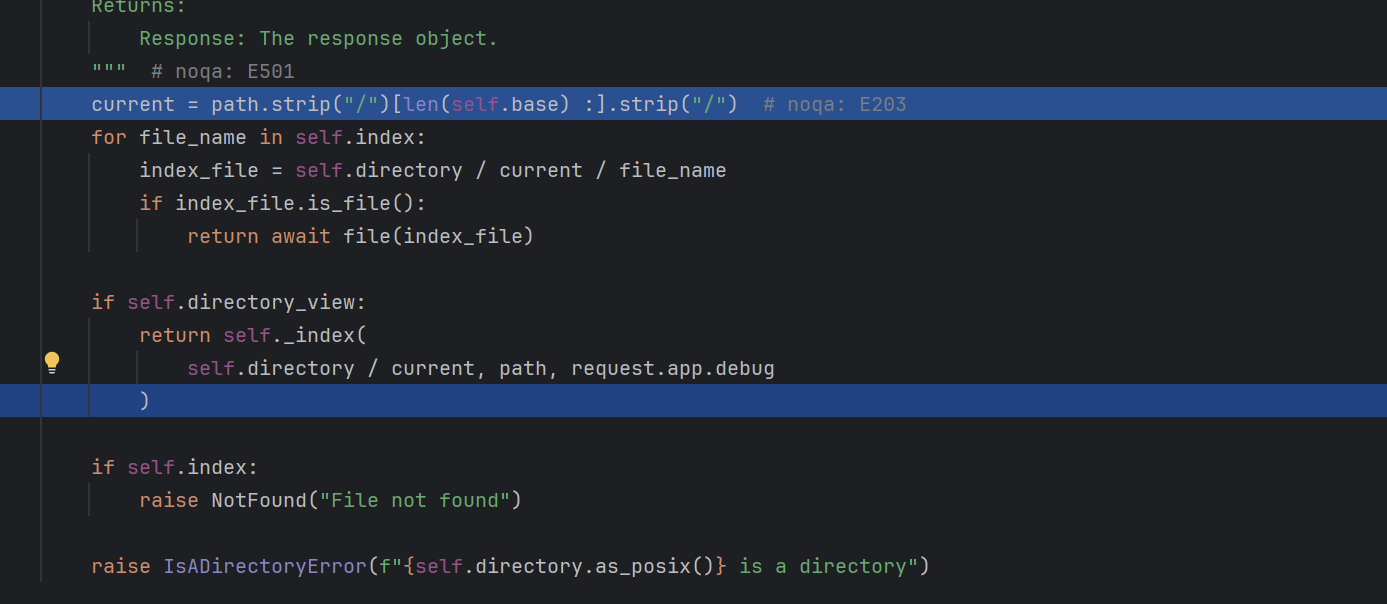 Returns:
Response: The response object.
"""  # noqa: E501
current = path.strip("/")[len(self.base) :].strip("/")  # noqa: E203
for file_name in self.index:
index_file = self.directory / current / file_name
if index_file.is_file():
return await file(index_file)
if self.directory_view:
return self._index(
self.directory / current, path, request.app.debug
)
if self.index:
raise NotFound("File not found")
raise IsADirectoryError(f"{self.directory.as_posix()} is a directory")